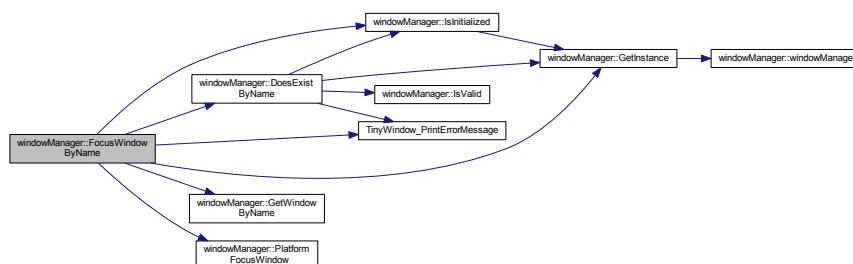 windowManager::IsInitialized
windowManager::GetInstance
windowManager::windowManager
windowManager::DoesExist
ByName
windowManager::IsValid
TinyWindow_PrintErrorMessage
windowManager::FocusWindow
ByName
windowManager::GetWindow
ByName
windowManager::Platform
FocusWindow